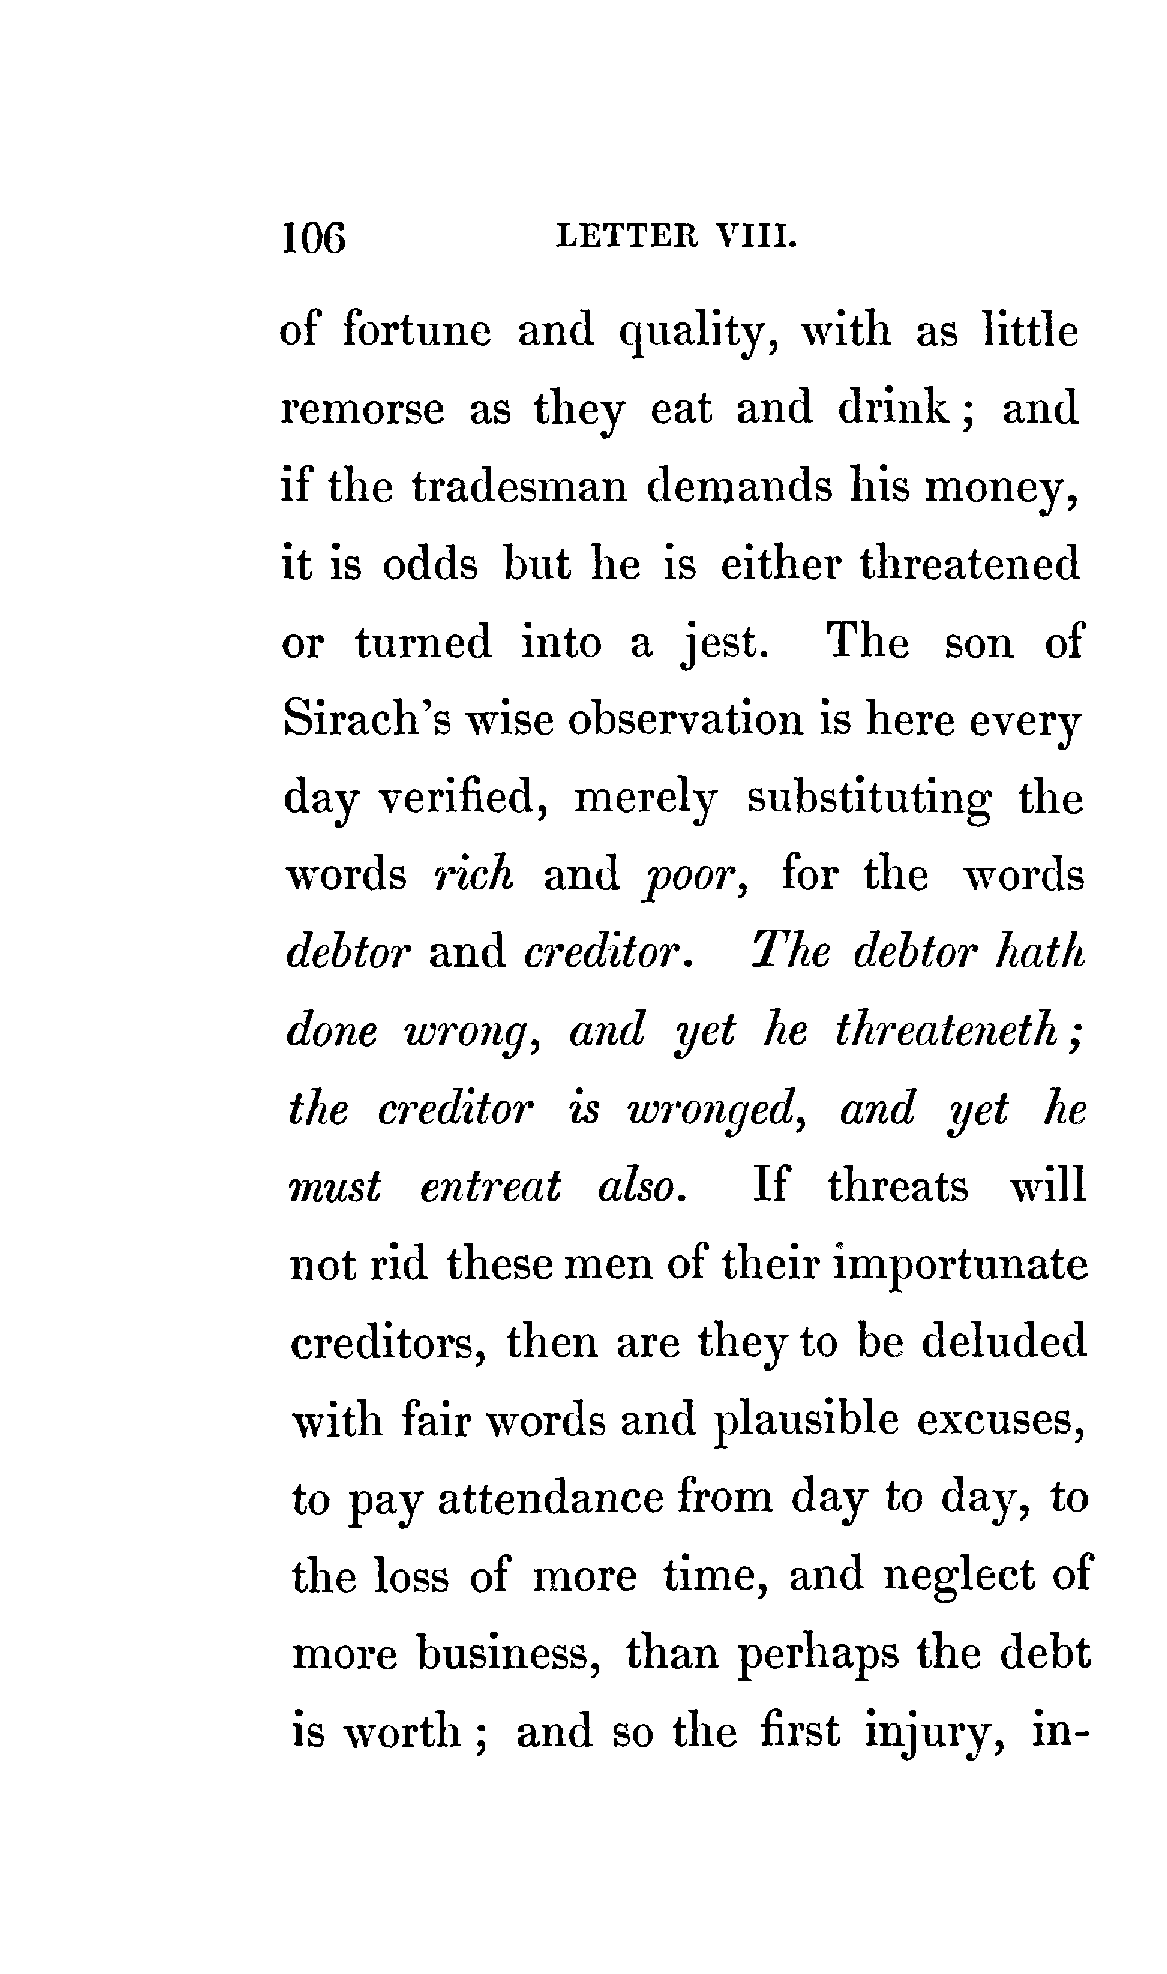 106 LETTER VIII.
of fortune and quality, with as little
remorse as they eat and drink ; and
if the tradesman demands his money,
it is odds but he is either threatened
or turned into a jest. The son of
Sirach's wise observation is here every
day verified, merely substituting the
words rich and poor, for the words
debtor and creditor. The debtor hath
done wrong, and yet he threateneth ;
the creditor is wronged, and yet he
must entreat also. If threats will
not rid these men of their importunate
creditors, then are they to be deluded
with fair words and plausible excuses,
to pay attendance from day to day, to
the loss of more time, and neglect of
more business, than perhaps the debt
is worth ; and so the first injury, in-